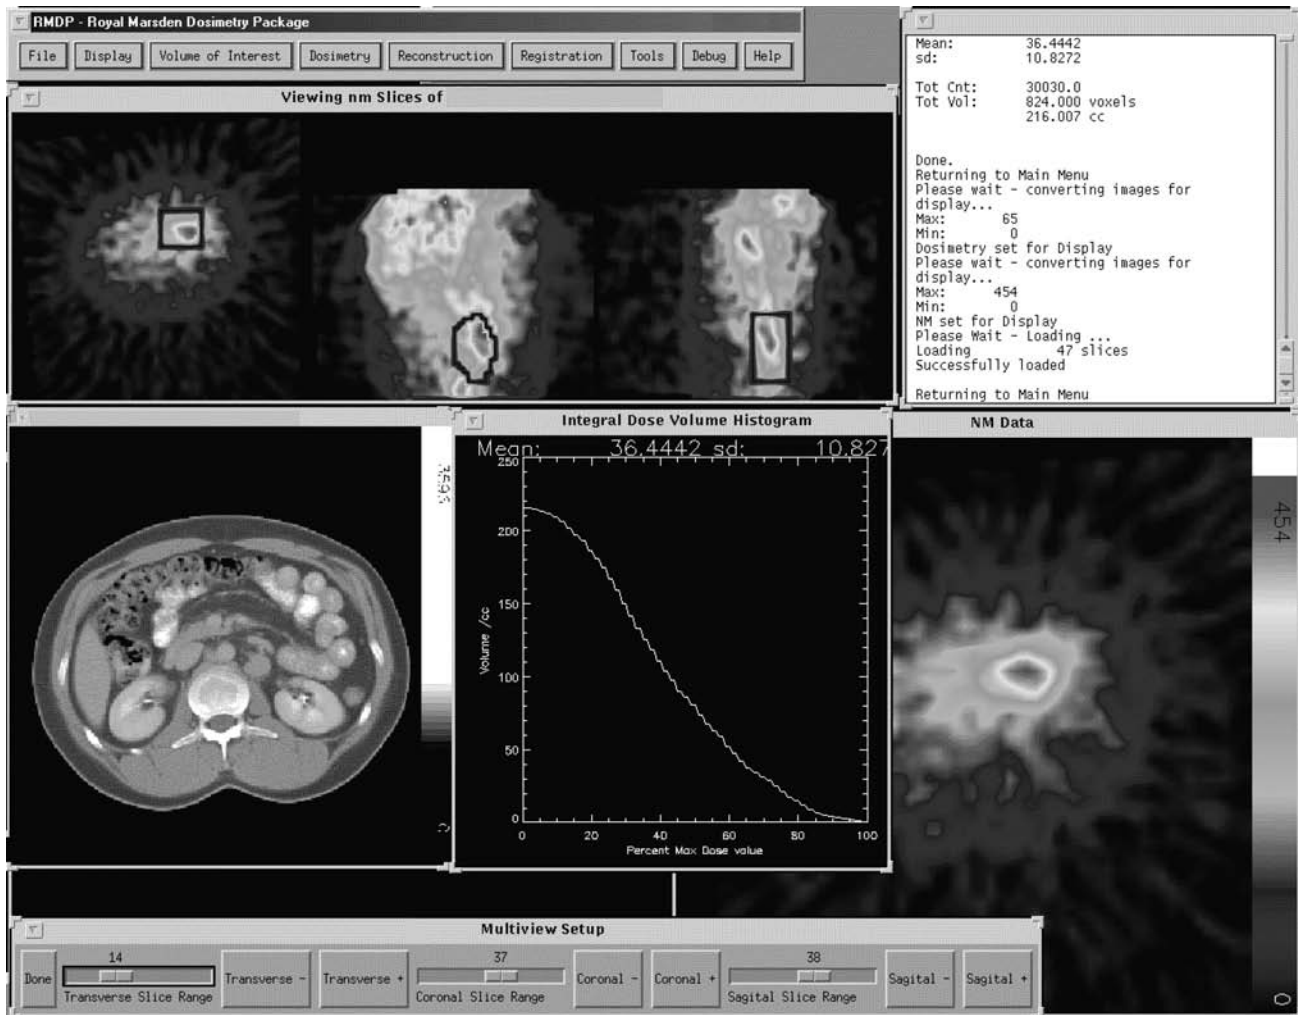 RMDP - Royal Marsden Dosimetry Package
File Display Volume of Interest Dosimetry Reconstruction Registration Tools Debug Help
Viewing nm Slices of
Mean: 36.4442
sd: 10.8272
Tot Cnt: 30030.0
Tot Vol: 824.000 voxels
216.007 cc
Done.
Returning to Main Menu
Please wait - converting images for
display...
Max: 65
Min: 0
Dosimetry set for Display
Please wait - converting images for
display...
Max: 454
Min: 0
NM set for Display
Please Wait - Loading ...
Loading 47 slices
Successfully loaded
Returning to Main Menu
Integral Dose Volume Histogram
Mean: 36.4442 sd: 10.827
250
200
150
100
50
0
Volume /cc
0 20 40 60 80 100
Percent Max Dose value
NM Data
454
0
Multiview Setup
Done
14
Transverse Slice Range
Transverse -
Transverse +
37
Coronal Slice Range
Coronal -
Coronal +
38
Sagital Slice Range
Sagital -
Sagital +